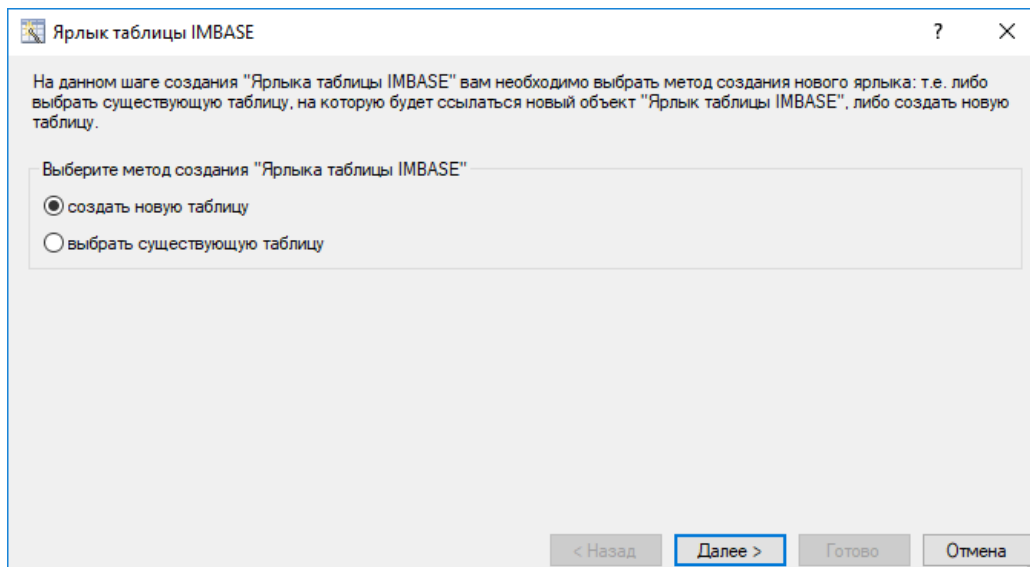 Ярлык таблицы IMBASE
?
На данном шаге создания "Ярлыка таблицы IMBASE" вам необходимо выбрать метод создания нового ярлыка: т.е. либо
выбрать существующую таблицу, на которую будет ссылаться новый объект "Ярлык таблицы IMBASE", либо создать новую
таблицу.
Выберите метод создания "Ярлыка таблицы IMBASE"
создать новую таблицу
выбрать существующую таблицу
< Назад Далее > Готово Отмена